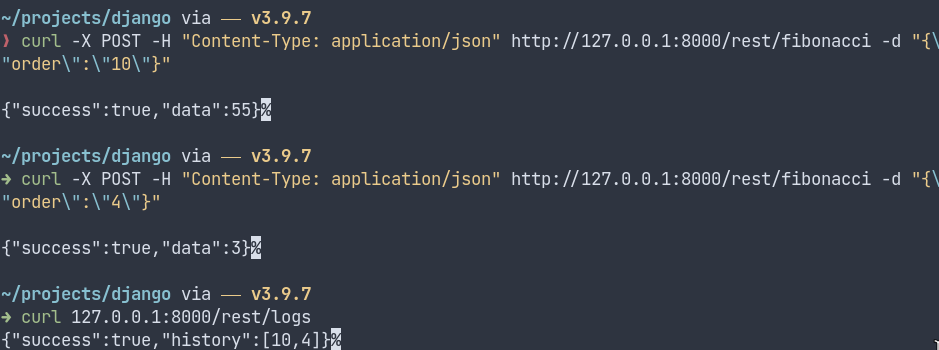 ~/projects/django via —— v3.9.7
❯ curl -X POST -H "Content-Type: application/json" http://127.0.0.1:8000/rest/fibonacci -d "{\
"order\":\"10\"}"
{"success":true,"data":55}%
~/projects/django via —— v3.9.7
→ curl -X POST -H "Content-Type: application/json" http://127.0.0.1:8000/rest/fibonacci -d "{\
"order\":\"4\"}"
{"success":true,"data":3}%
~/projects/django via —— v3.9.7
→ curl 127.0.0.1:8000/rest/logs
{"success":true,"history":[10,4]}%